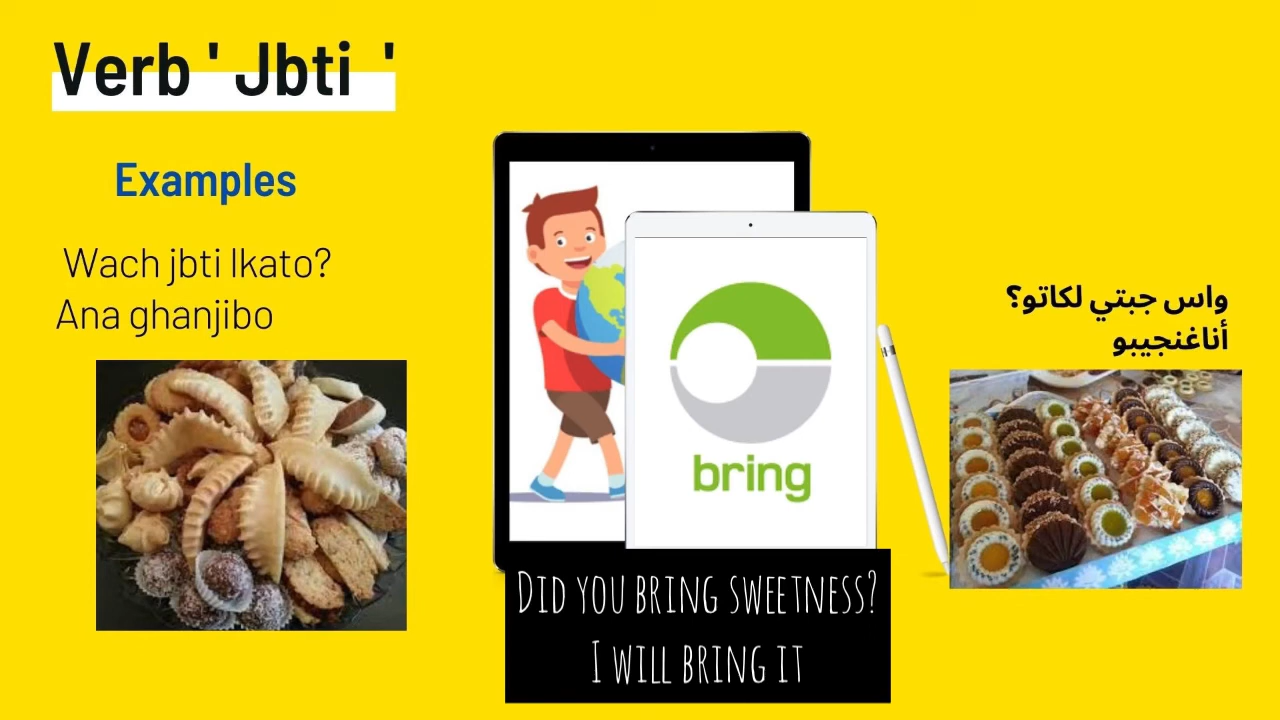 Verb ' Jbti '
Examples
Wach jbti lkato?
Ana ghanjibo
bring
واس جبتي لكاتو؟
أناغنجيبو
DID YOU BRING SWEETNESS?
I WILL BRING IT